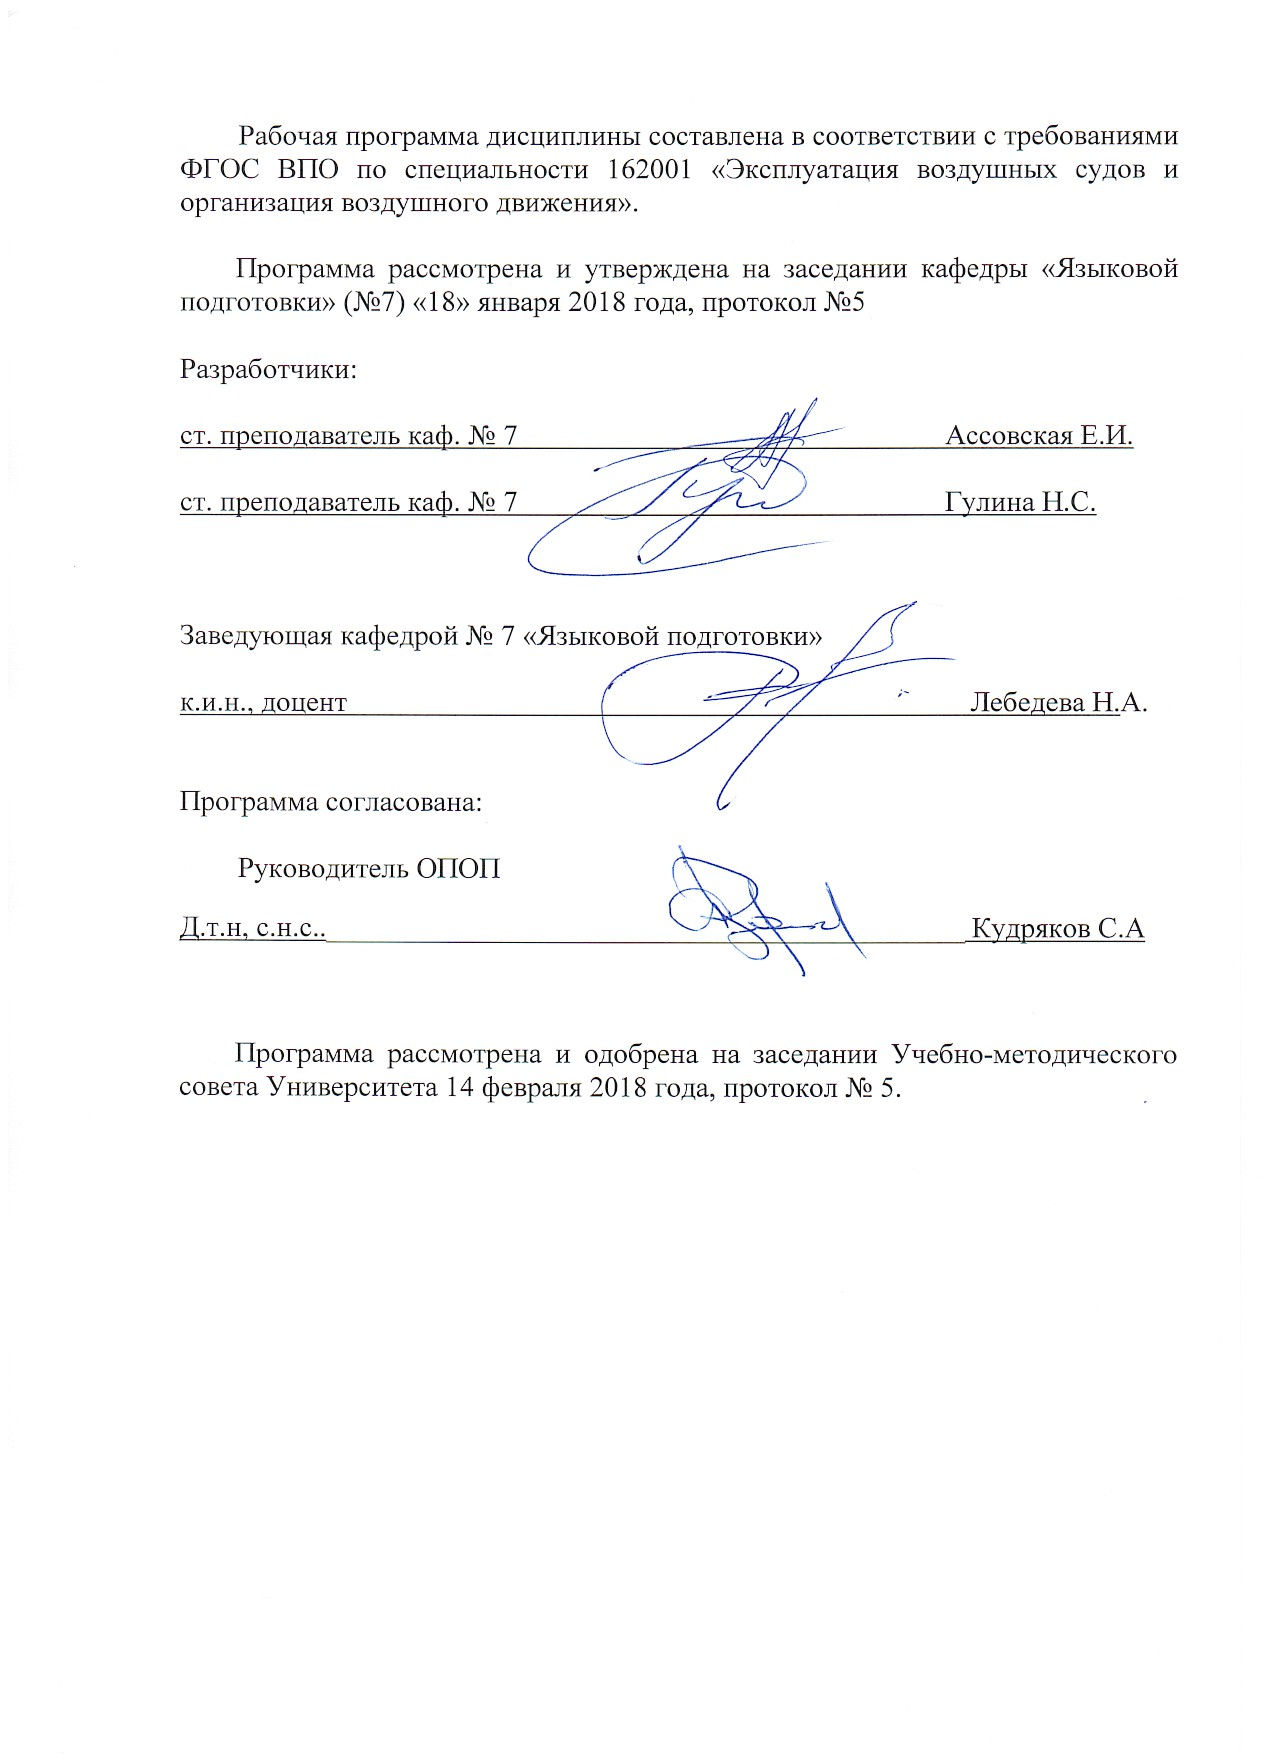 Рабочая программа дисциплины составлена в соответствии с требованиями
ФГОС ВПО по специальности 162001 «Эксплуатация воздушных судов и
организация воздушного движения».
Программа рассмотрена и утверждена на заседании кафедры «Языковой
подготовки» (№7) «18» января 2018 года, протокол №5
Разработчики:
ст. преподаватель каф. № 7 Ассовская Е.И.
ст. преподаватель каф. № 7 Гулина Н.С.
Заведующая кафедрой № 7 «Языковой подготовки»
к.и.н., доцент Лебедева Н.А.
Программа согласована:
Руководитель ОПОП
Д.т.н, с.н.с.. Кудряков С.А
Программа рассмотрена и одобрена на заседании Учебно-методического
совета Университета 14 февраля 2018 года, протокол № 5.